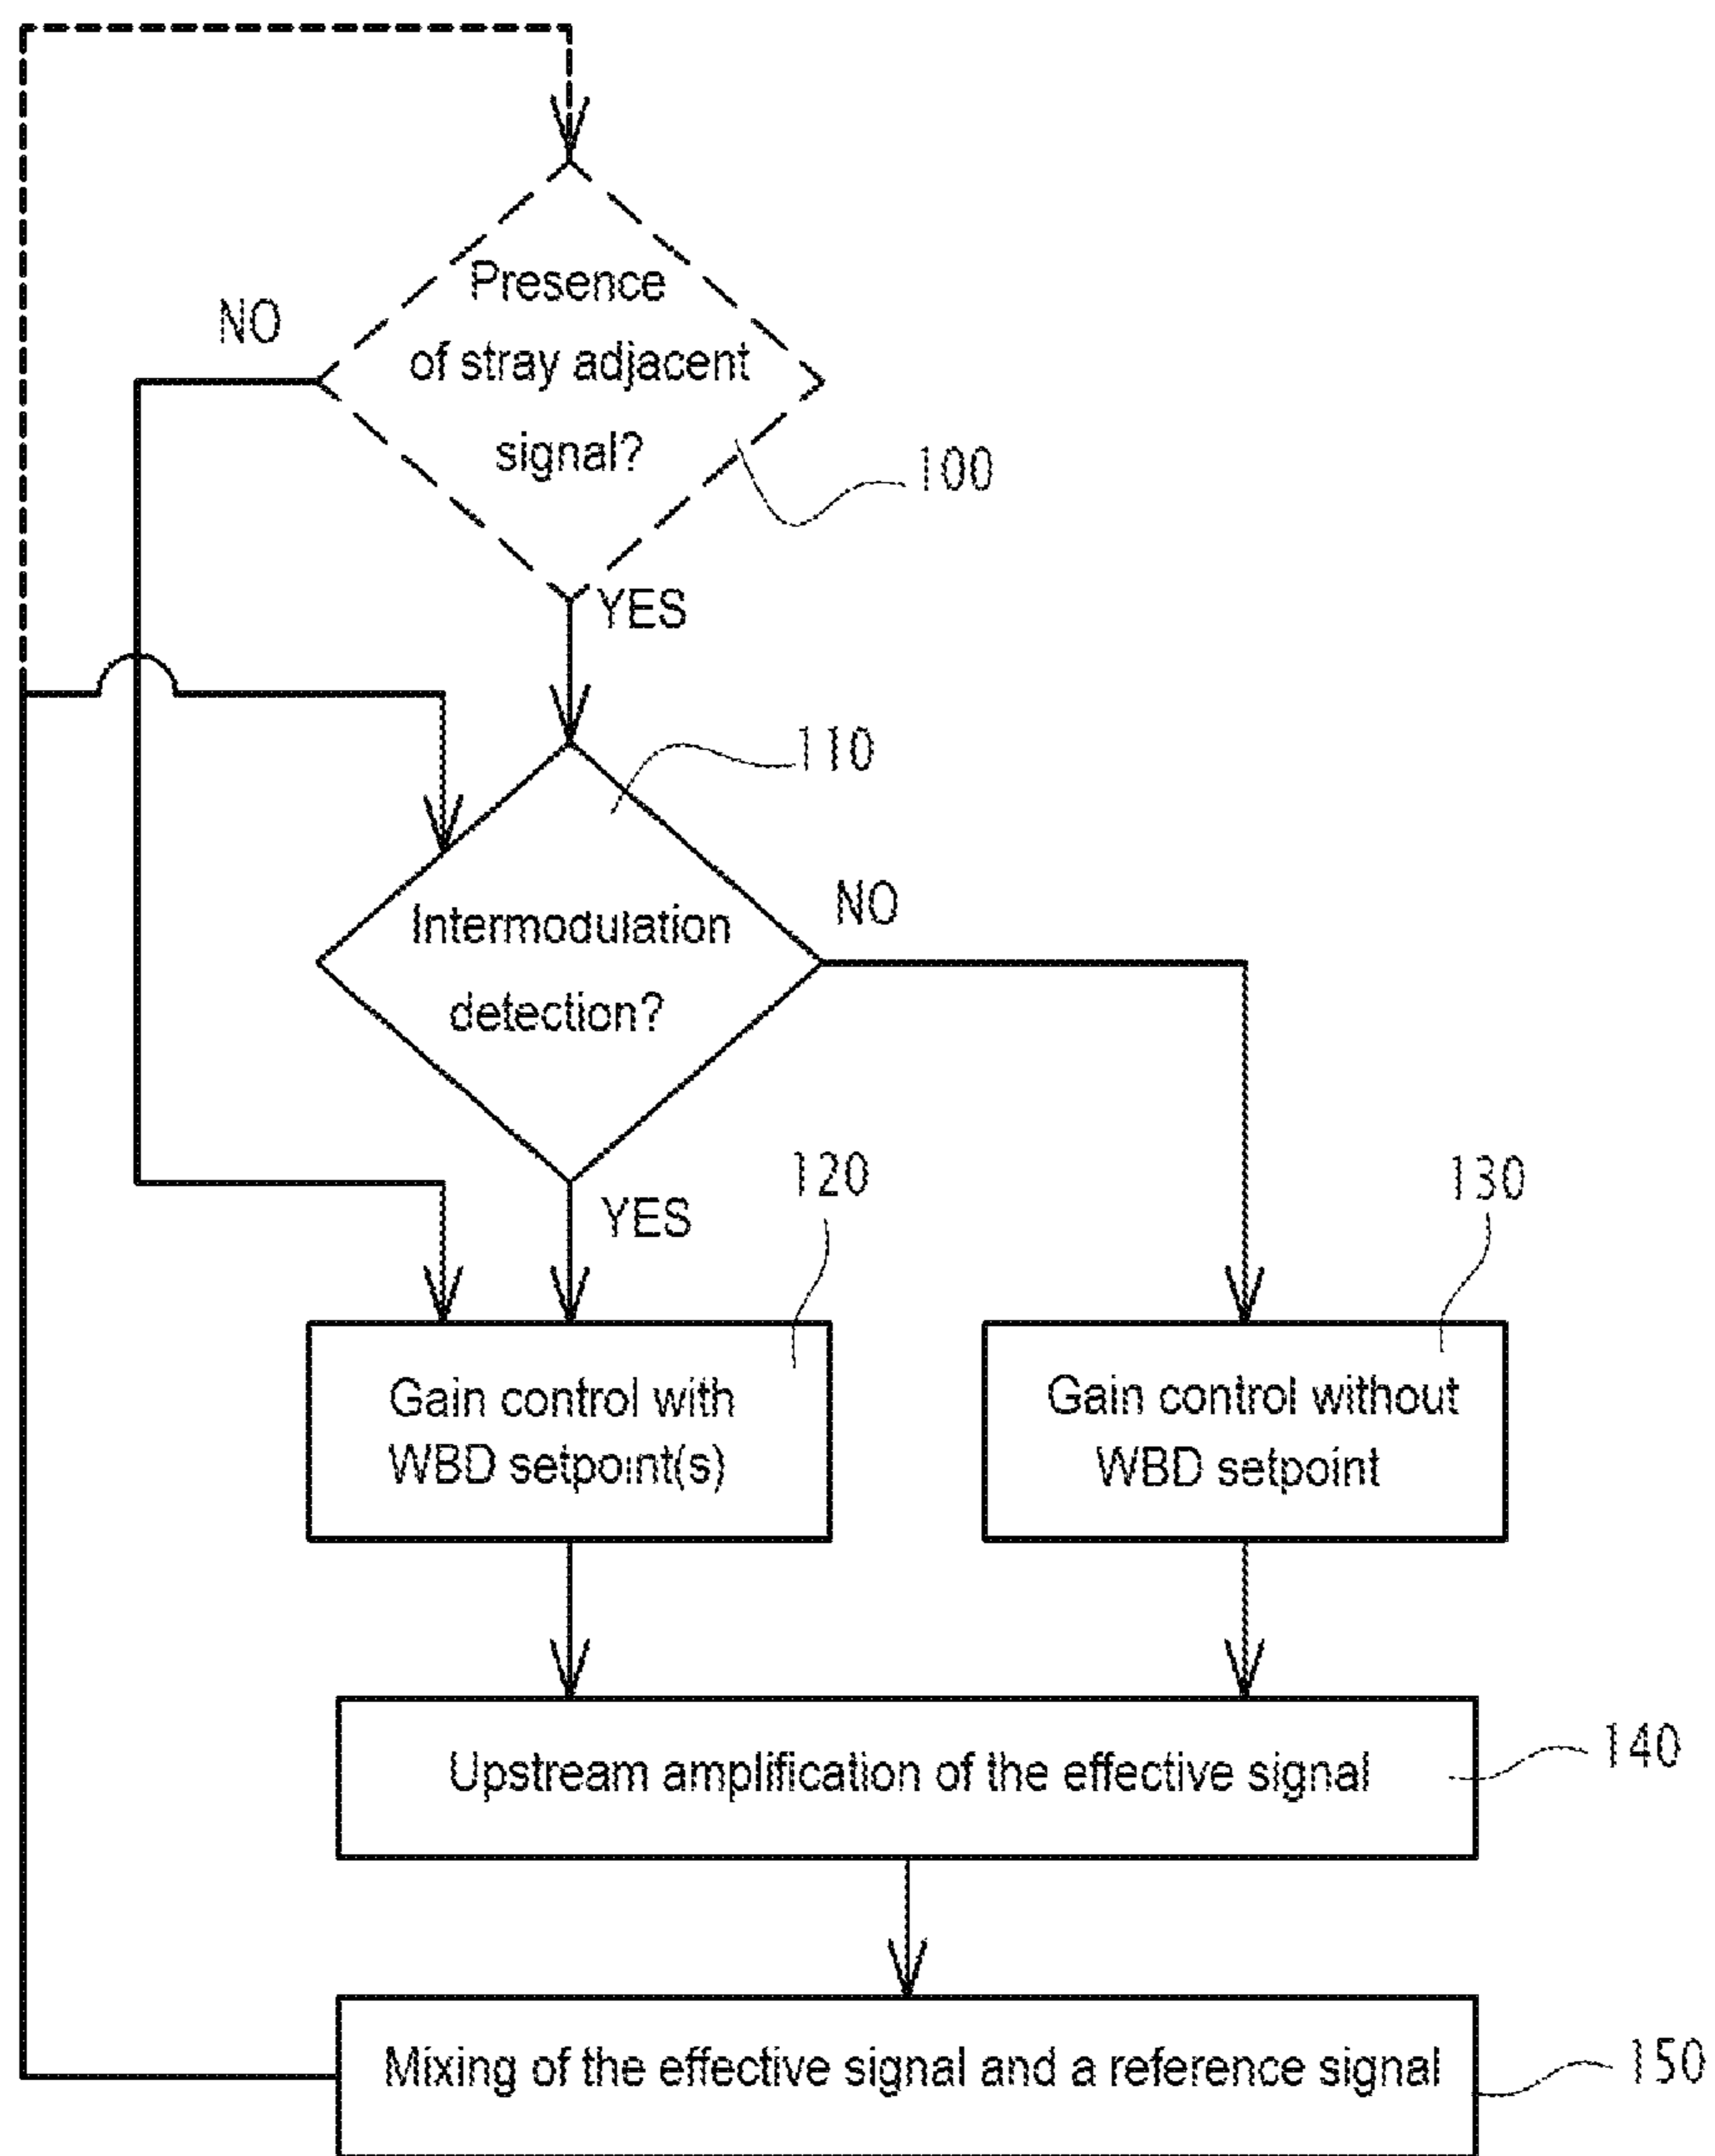 Presence
NO
of stray adjacent
signal?
100
YES
110
NO
Intermodulation
detection?
120
130
YES
Gain control with
WBD setpoint(s)
Gain control without
WBD setpoint
140
Upstream amplification of the effective signal
150
Mixing of the effective signal and a reference signal